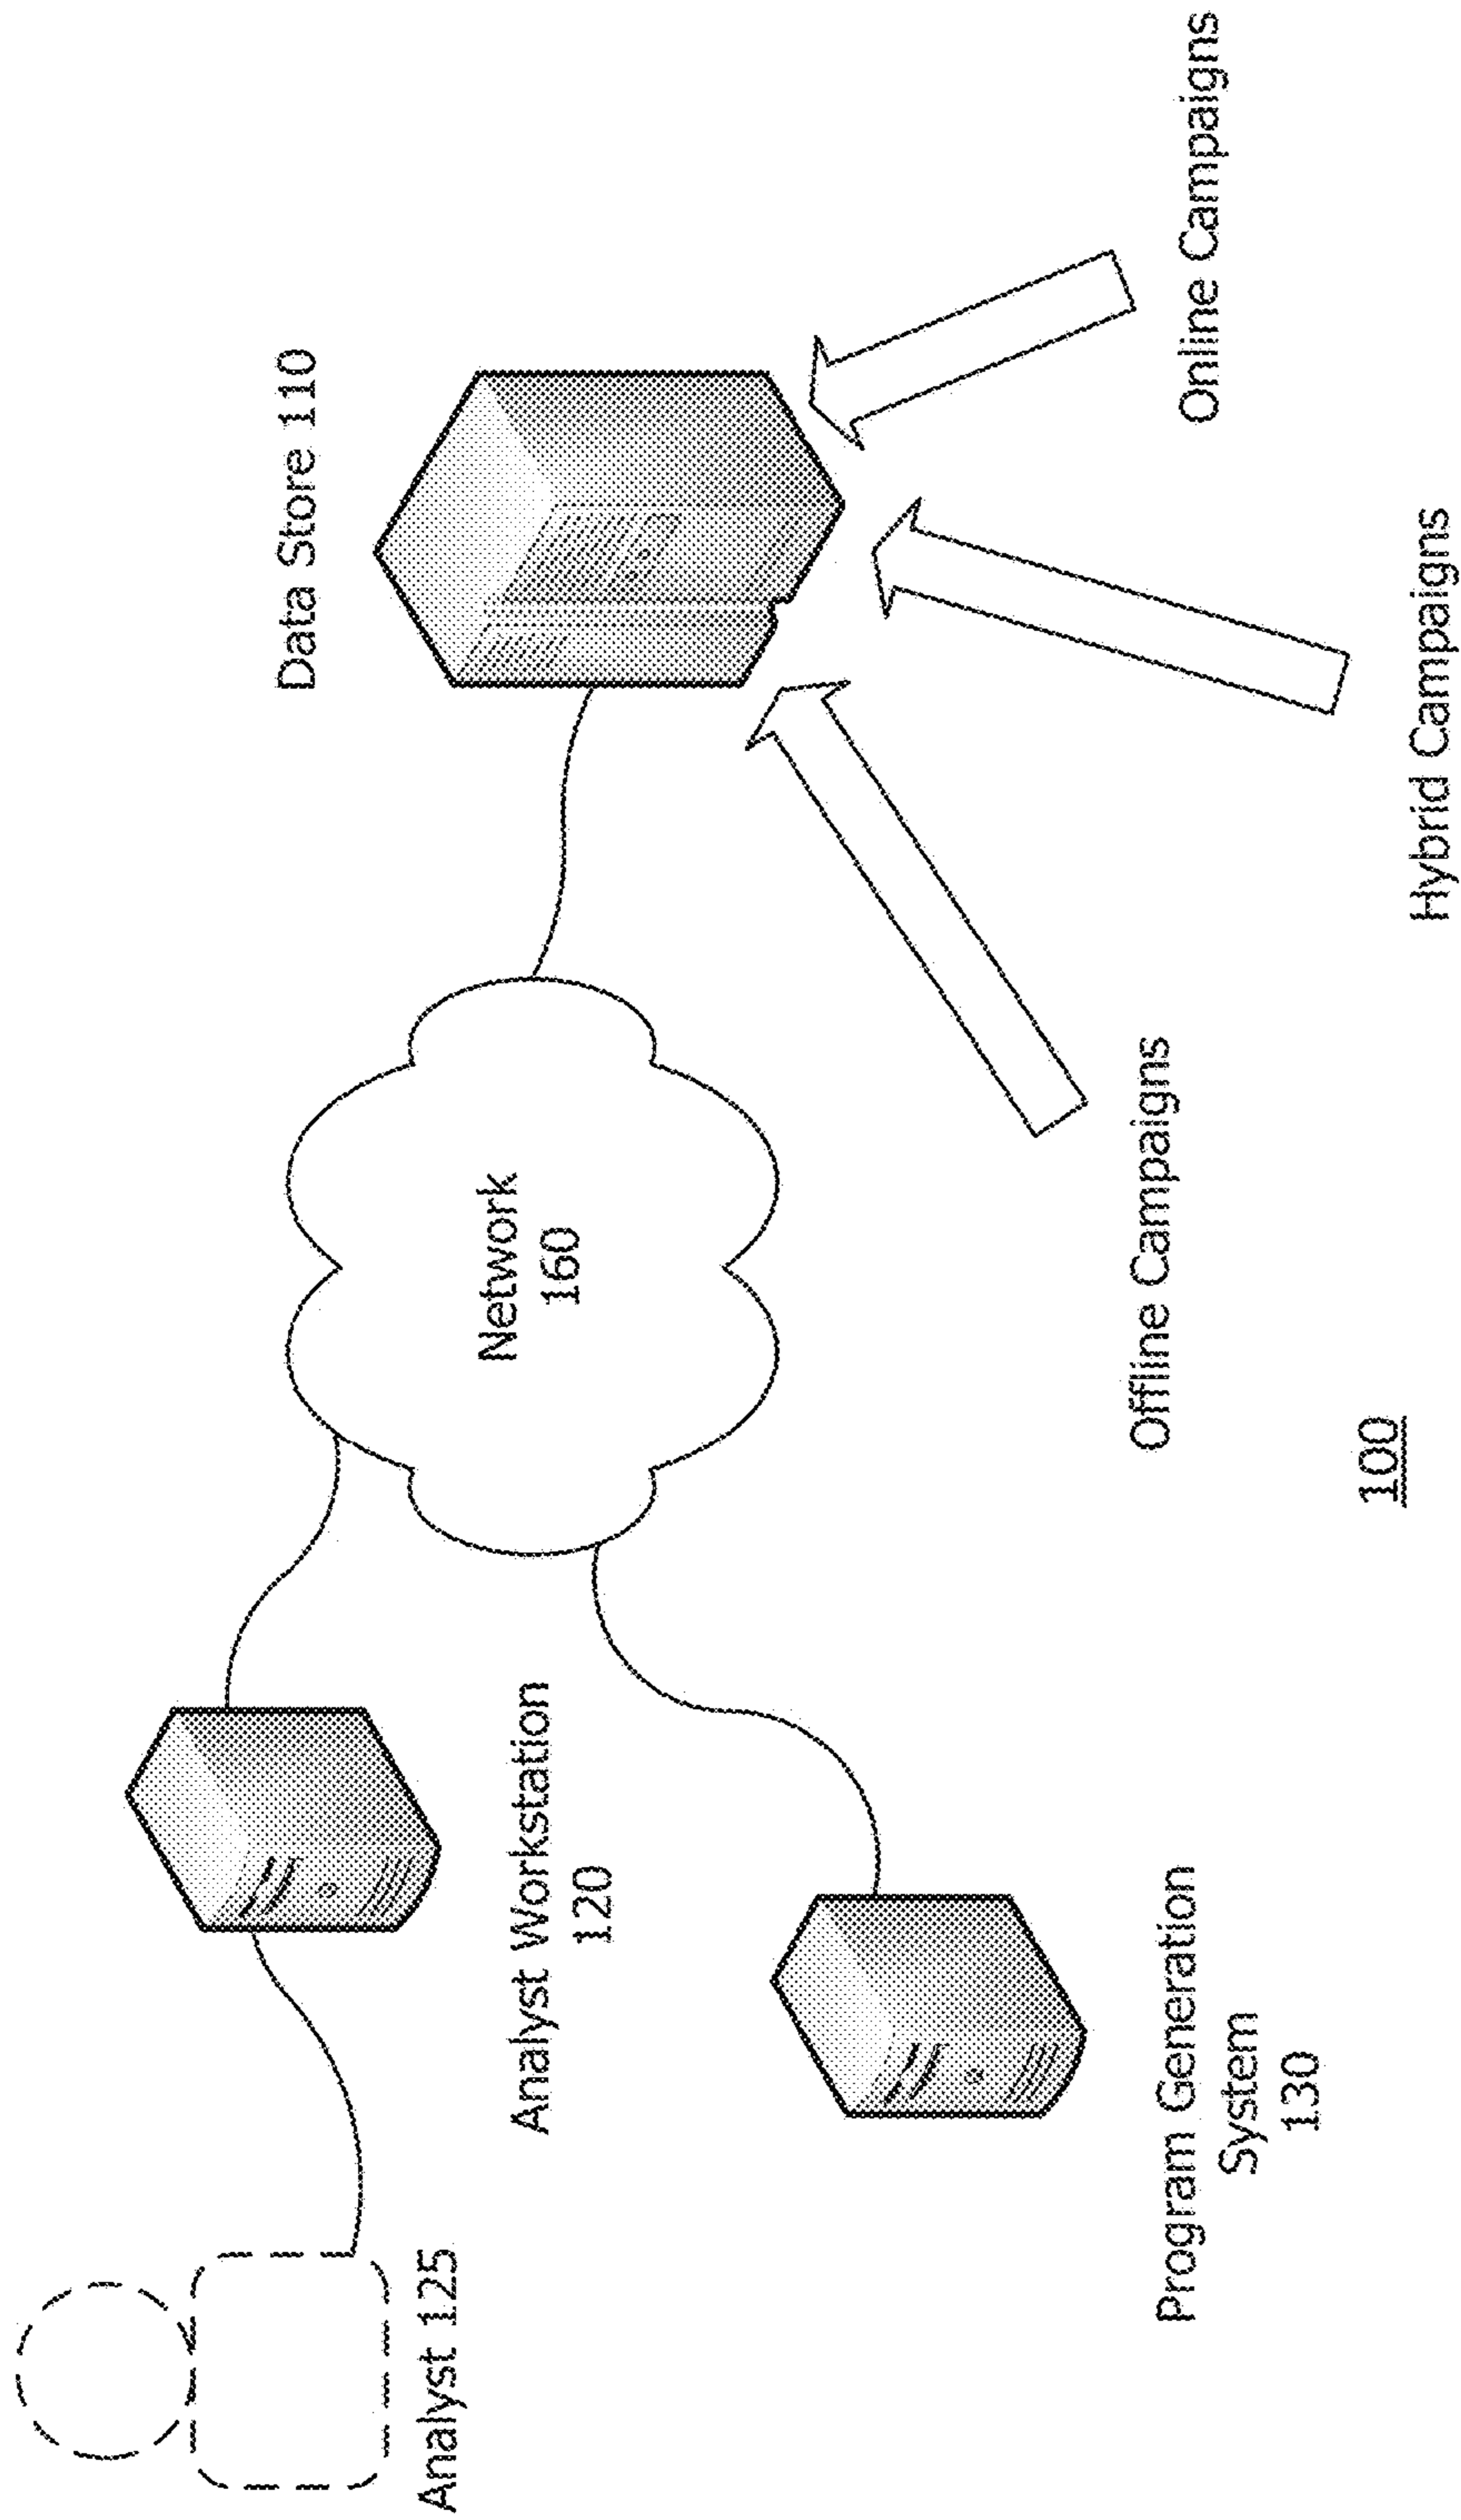 Analyst 125
Analyst Workstation
120
Program Generation
System
130
Network
160
Data Store 110
Offline Campaigns
Hybrid Campaigns
Online Campaigns
100